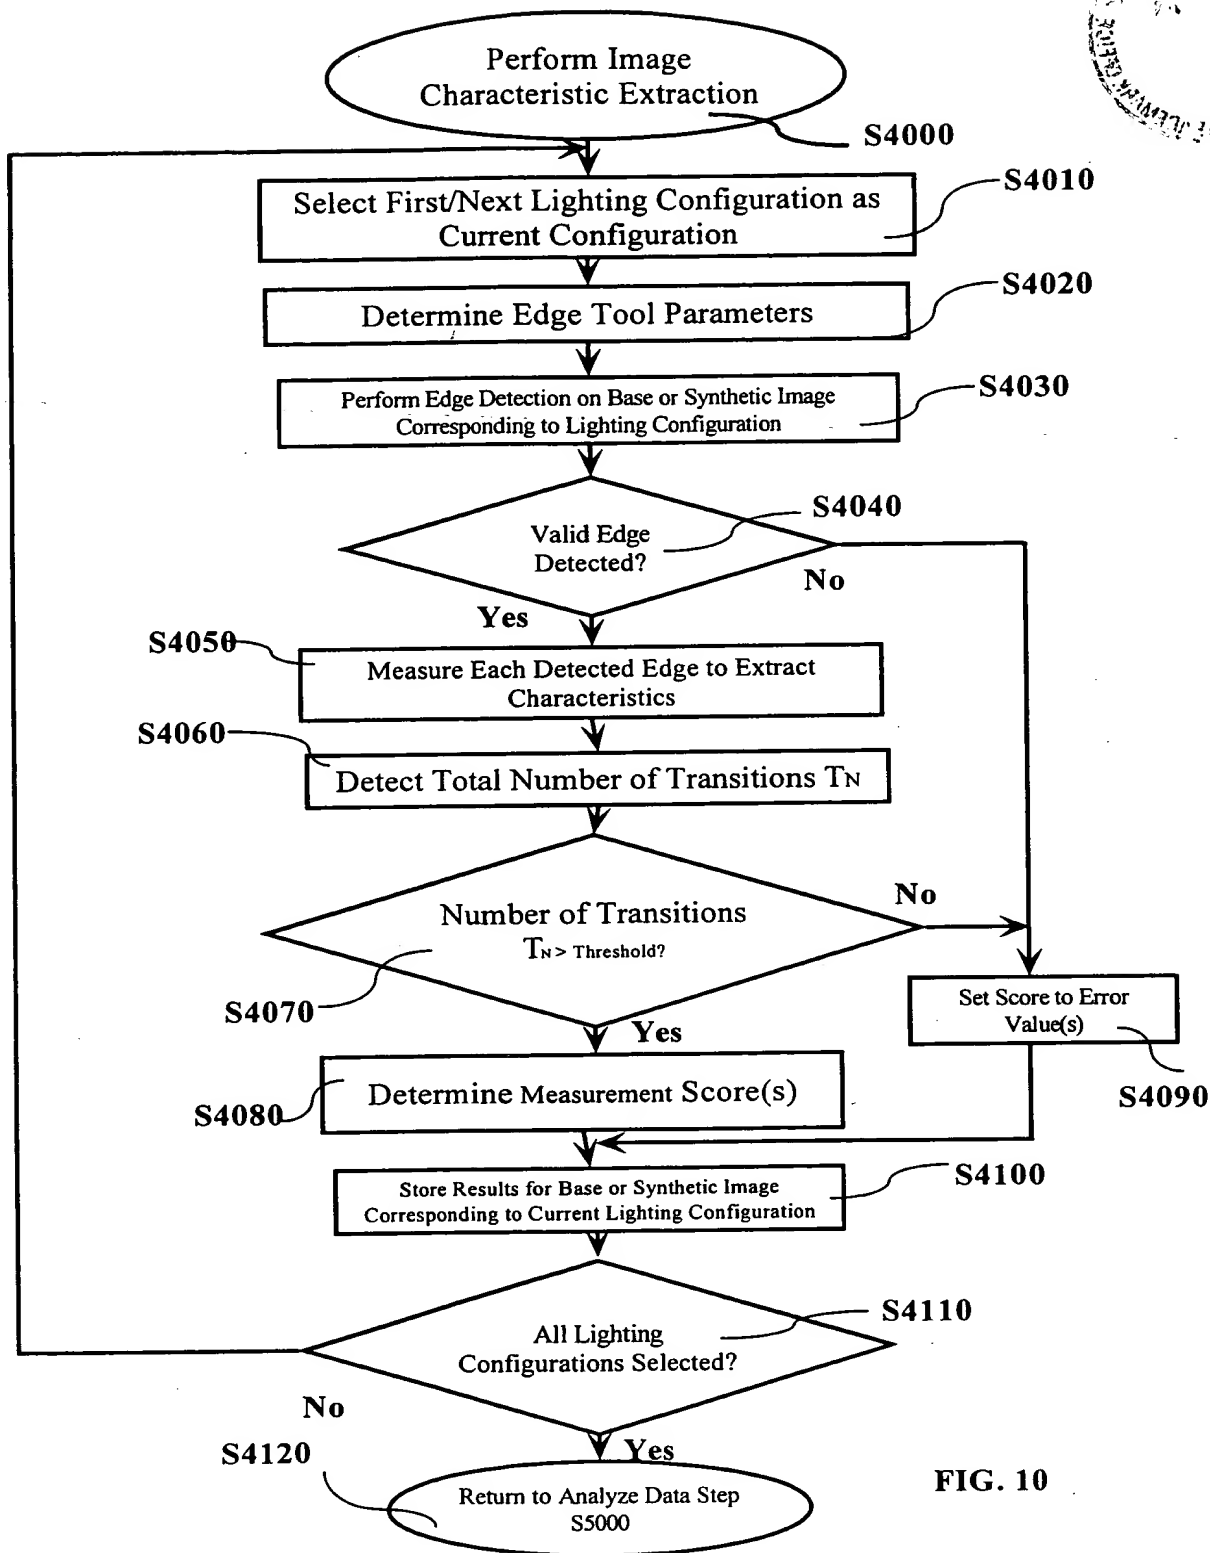 Perform Image
Characteristic Extraction
S4000
S4010
Select First/Next Lighting Configuration as
Current Configuration
S4020
Determine Edge Tool Parameters
S4030
Perform Edge Detection on Base or Synthetic Image
Corresponding to Lighting Configuration
S4040
Valid Edge
Detected?
No
Yes
S4050
Measure Each Detected Edge to Extract
Characteristics
S4060
Detect Total Number of Transitions TN
No
Number of Transitions
TN > Threshold?
S4070
Set Score to Error
Value(s)
Yes
S4090
Determine Measurement Score(s)
S4080
S4100
Store Results for Base or Synthetic Image
Corresponding to Current Lighting Configuration
S4110
All Lighting
Configurations Selected?
No
Yes
S4120
Return to Analyze Data Step
S5000
FIG. 10